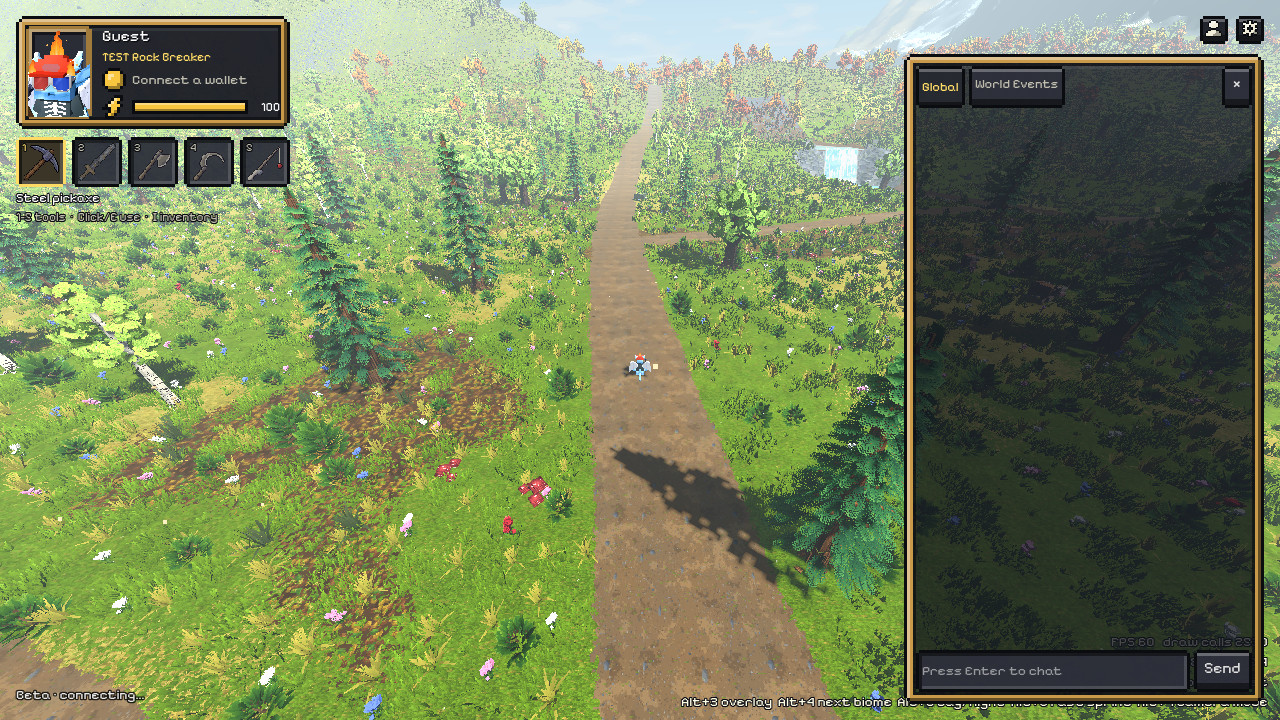 Guest
TEST Rock Breaker
Connect a wallet
100
1 2 3 4 5
Steel pickaxe
1-5 tools · Click/E use · I inventory
Global
World Events
×
FPS 60 draw calls
Press Enter to chat
Send
Beta · connecting...
Alt+3 overlay Alt+4 next biome